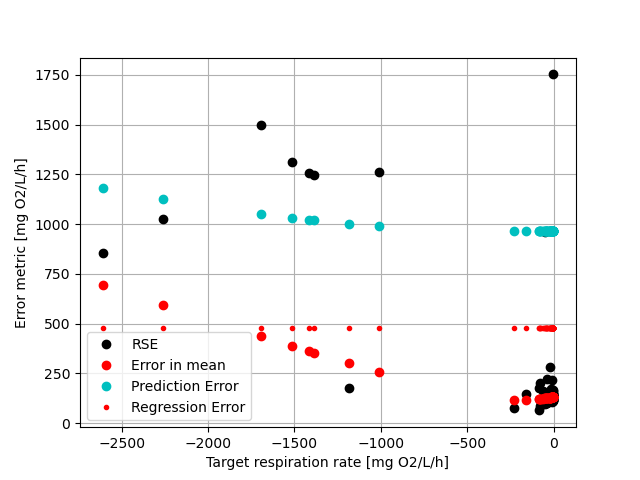 1750
1500
1250
1000
750
500
250
0
Error metric [mg O2/L/h]
RSE
Error in mean
Prediction Error
Regression Error
−2500 −2000 −1500 −1000 −500 0
Target respiration rate [mg O2/L/h]